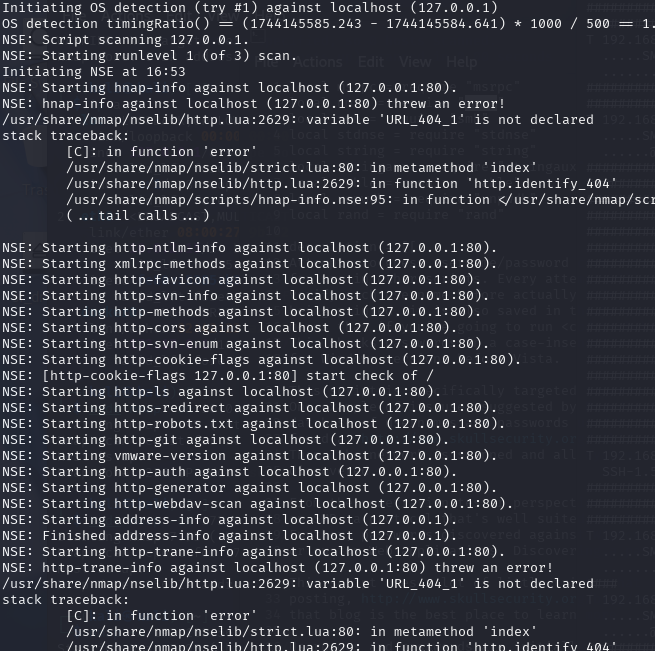 Initiating OS detection (try #1) against localhost (127.0.0.1)
OS detection timingRatio() == (1744145585.243 - 1744144584.641) * 1000 / 500 == 1.
NSE: Script scanning 127.0.0.1.
NSE: Starting runlevel 1 (of 3) scan.
Initiating NSE at 16:53
NSE: Starting hnap-info against localhost (127.0.0.1:80).
NSE: hnap-info against localhost (127.0.0.1:80) threw an error!
/usr/share/nmap/nselib/http.lua:2629: variable 'URL_404_1' is not declared
stack traceback:
[C]: in function 'error'
/usr/share/nmap/nselib/strict.lua:80: in metamethod 'index'
/usr/share/nmap/nselib/http.lua:2629: in function 'http.identify_404'
/usr/share/nmap/scripts/hnap-info.nse:95: in function </usr/share/nmap/scr
(...tail calls...)
NSE: Starting http-ntlm-info against localhost (127.0.0.1:80).
NSE: Starting xmlrpc-methods against localhost (127.0.0.1:80).
NSE: Starting http-favicon against localhost (127.0.0.1:80).
NSE: Starting http-svn-info against localhost (127.0.0.1:80).
NSE: Starting http-methods against localhost (127.0.0.1:80).
NSE: Starting http-cors against localhost (127.0.0.1:80).
NSE: Starting http-svn-enum against localhost (127.0.0.1:80).
NSE: Starting http-cookie-flags against localhost (127.0.0.1:80).
NSE: [http-cookie-flags 127.0.0.1:80] start check of /
NSE: Starting http-ls against localhost (127.0.0.1:80).
NSE: Starting https-redirect against localhost (127.0.0.1:80).
NSE: Starting http-robots.txt against localhost (127.0.0.1:80).
NSE: Starting http-git against localhost (127.0.0.1:80).
NSE: Starting vmware-version against localhost (127.0.0.1:80).
NSE: Starting http-auth against localhost (127.0.0.1:80).
NSE: Starting http-generator against localhost (127.0.0.1:80).
NSE: Starting http-webdav-scan against localhost (127.0.0.1:80).
NSE: Starting address-info against localhost (127.0.0.1).
NSE: Finished address-info against localhost (127.0.0.1).
NSE: Starting http-trane-info against localhost (127.0.0.1:80).
NSE: http-trane-info against localhost (127.0.0.1:80) threw an error!
/usr/share/nmap/nselib/http.lua:2629: variable 'URL_404_1' is not declared
stack traceback:
[C]: in function 'error'
/usr/share/nmap/nselib/strict.lua:80: in metamethod 'index'
/usr/share/nmap/nselib/http.lua:2629: in function 'http.identify_404'